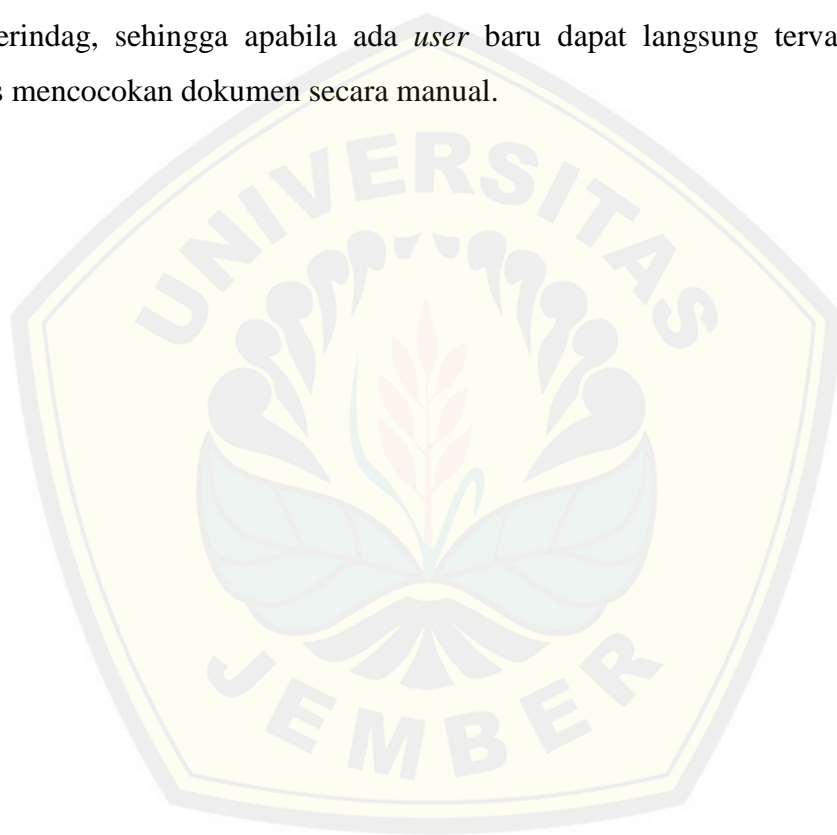 erindag, sehingga apabila ada user baru dapat langsung terva
s mencocokan dokumen secara manual.
UNIVERSITAS
JEMBER